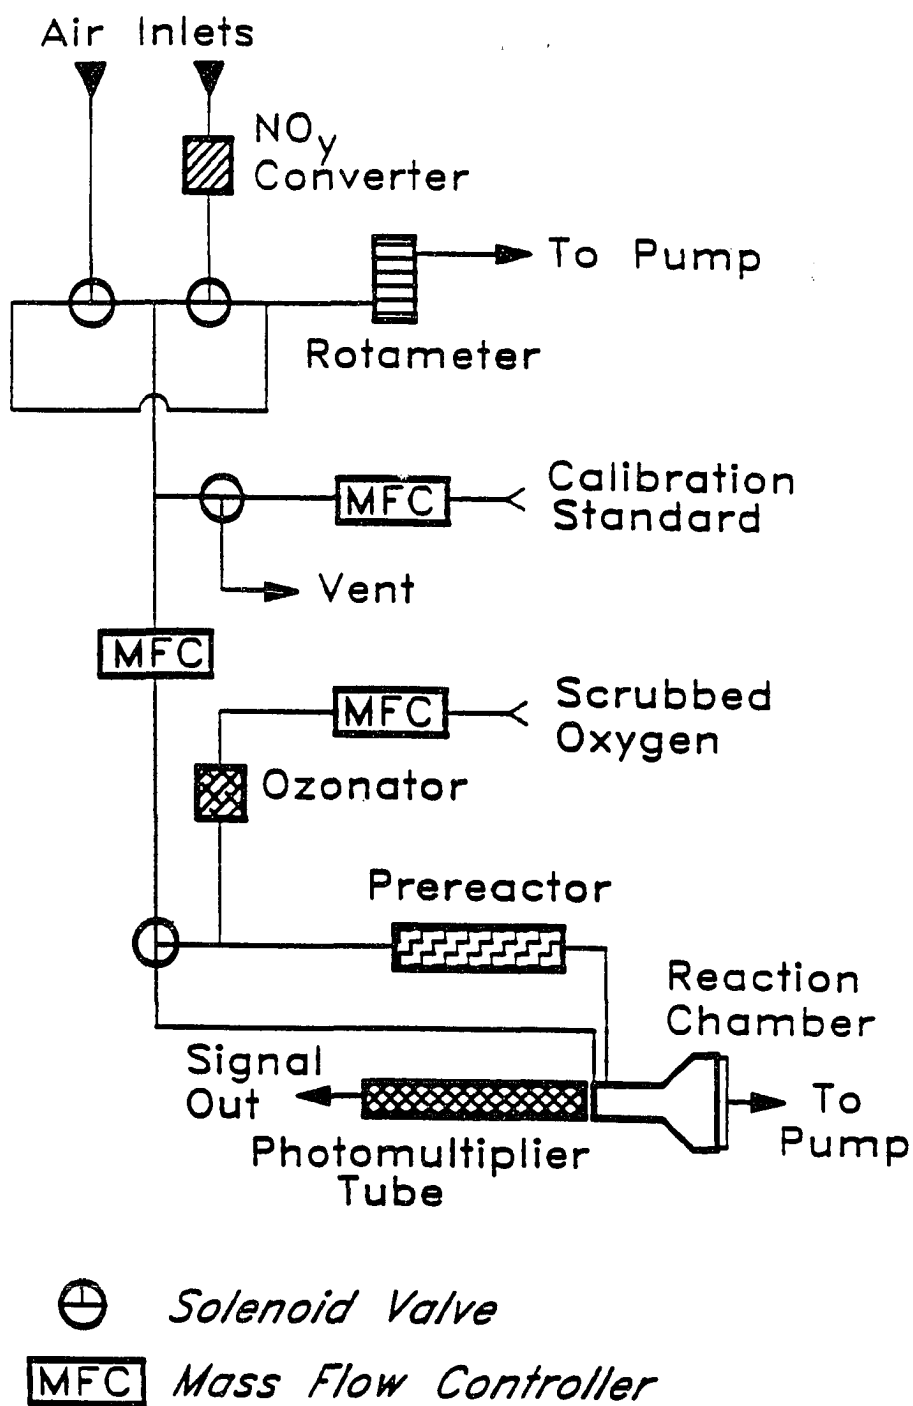 Air Inlets
NOy
Converter
To Pump
Rotameter
MFC
Calibration
Standard
Vent
MFC
MFC
Scrubbed
Oxygen
Ozonator
Prereactor
Reaction
Chamber
Signal
Out
To
Pump
Photomultiplier
Tube
Solenoid Valve
MFC
Mass Flow Controller